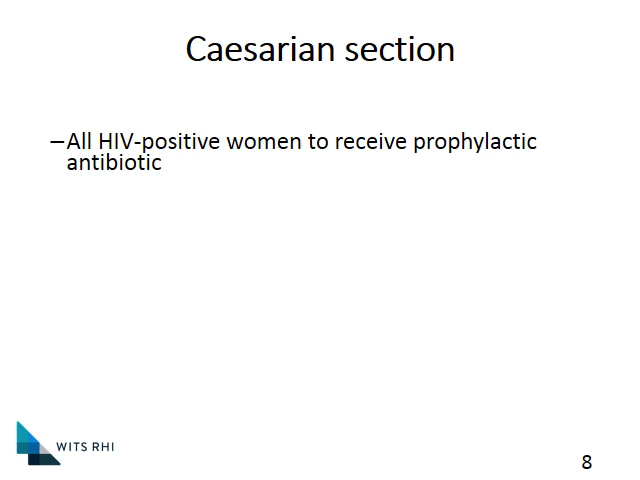 Caesarian section
–All HIV-positive women to receive prophylactic
antibiotic
WITS RHI
8